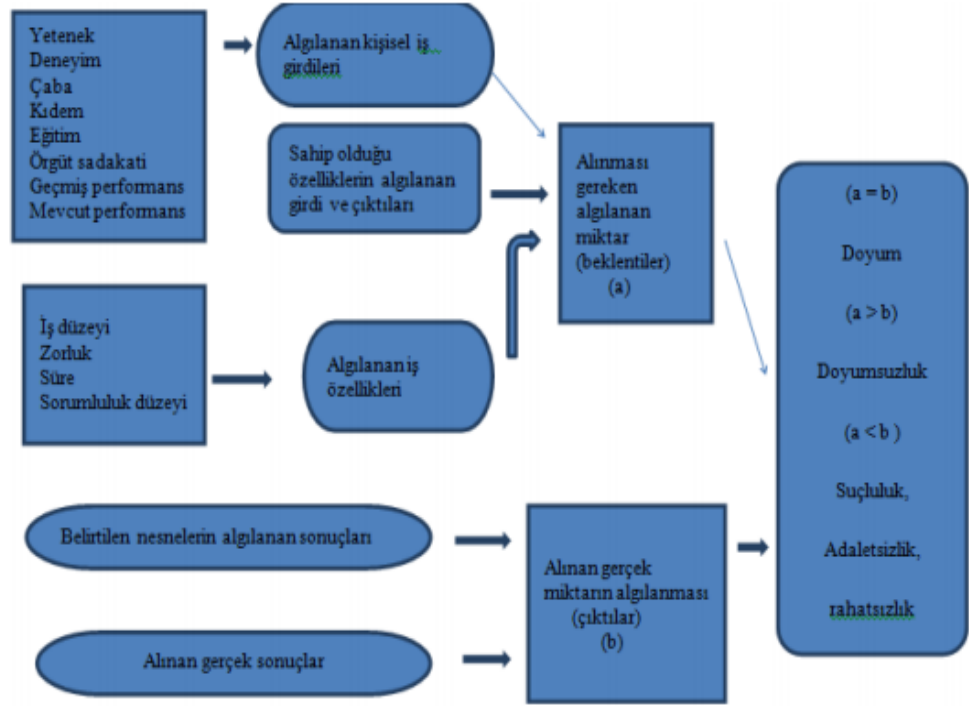 Yetenek
Deneyim
Çaba
Kıdem
Eğitim
Örgüt sadakati
Geçmiş performans
Mevcut performans
Algılanan kişisel iş
girdileri
Sahip olduğu
özelliklerin algılanan
girdi ve çıktıları
İş düzeyi
Zorluk
Süre
Sorumluluk düzeyi
Algılanan iş
özellikleri
Alınması
gereken
algılanan
miktar
(beklentiler)
(a)
Belirtilen nesnelerin algılanan sonuçları
Alınan gerçek sonuçlar
Alınan gerçek
miktarın algılanması
(çıktılar)
(b)
(a = b)
Doyum
(a > b)
Doyumsuzluk
(a < b )
Suçluluk,
Adaletsizlik,
rahatsızlık